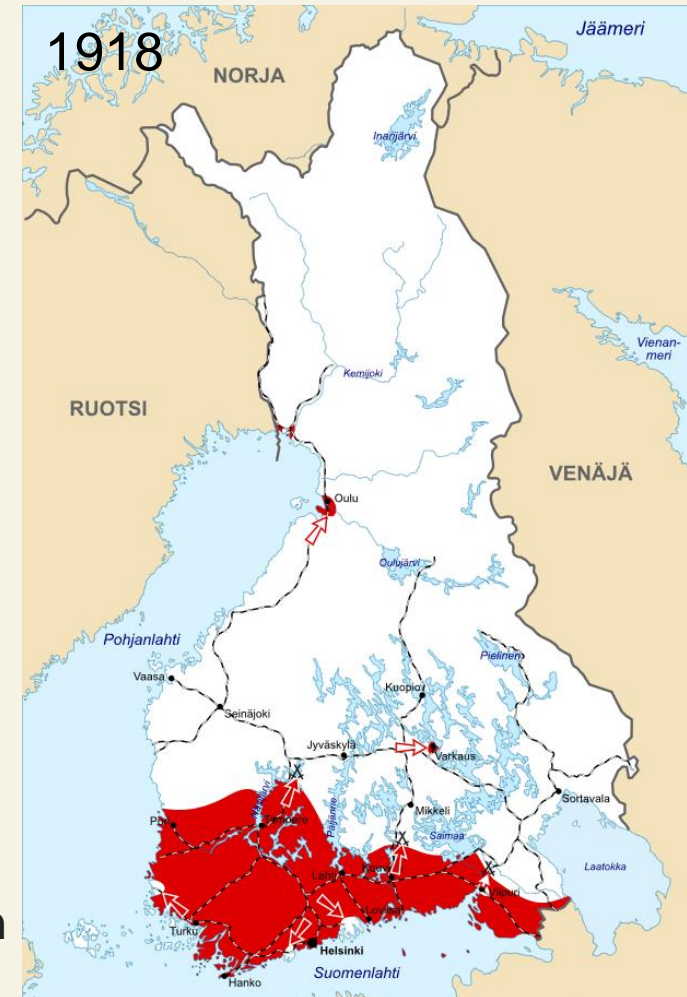 1918
Jäämeri
NORJA
Inarijärvi
Vienan-
meri
Kemijoki
RUOTSI
VENÄJÄ
Oulu
Oulujärvi
Pohjanlahti
Pielinen
Vaasa
Kuopio
Seinäjoki
Jyväskylä
Varkaus
Sortavala
Mikkeli
Pori
Tampere
Päijänne
Saimaa
Laatokka
Lahti
Viipuri
Loviisa
Turku
n
Helsinki
Suomenlahti
Hanko